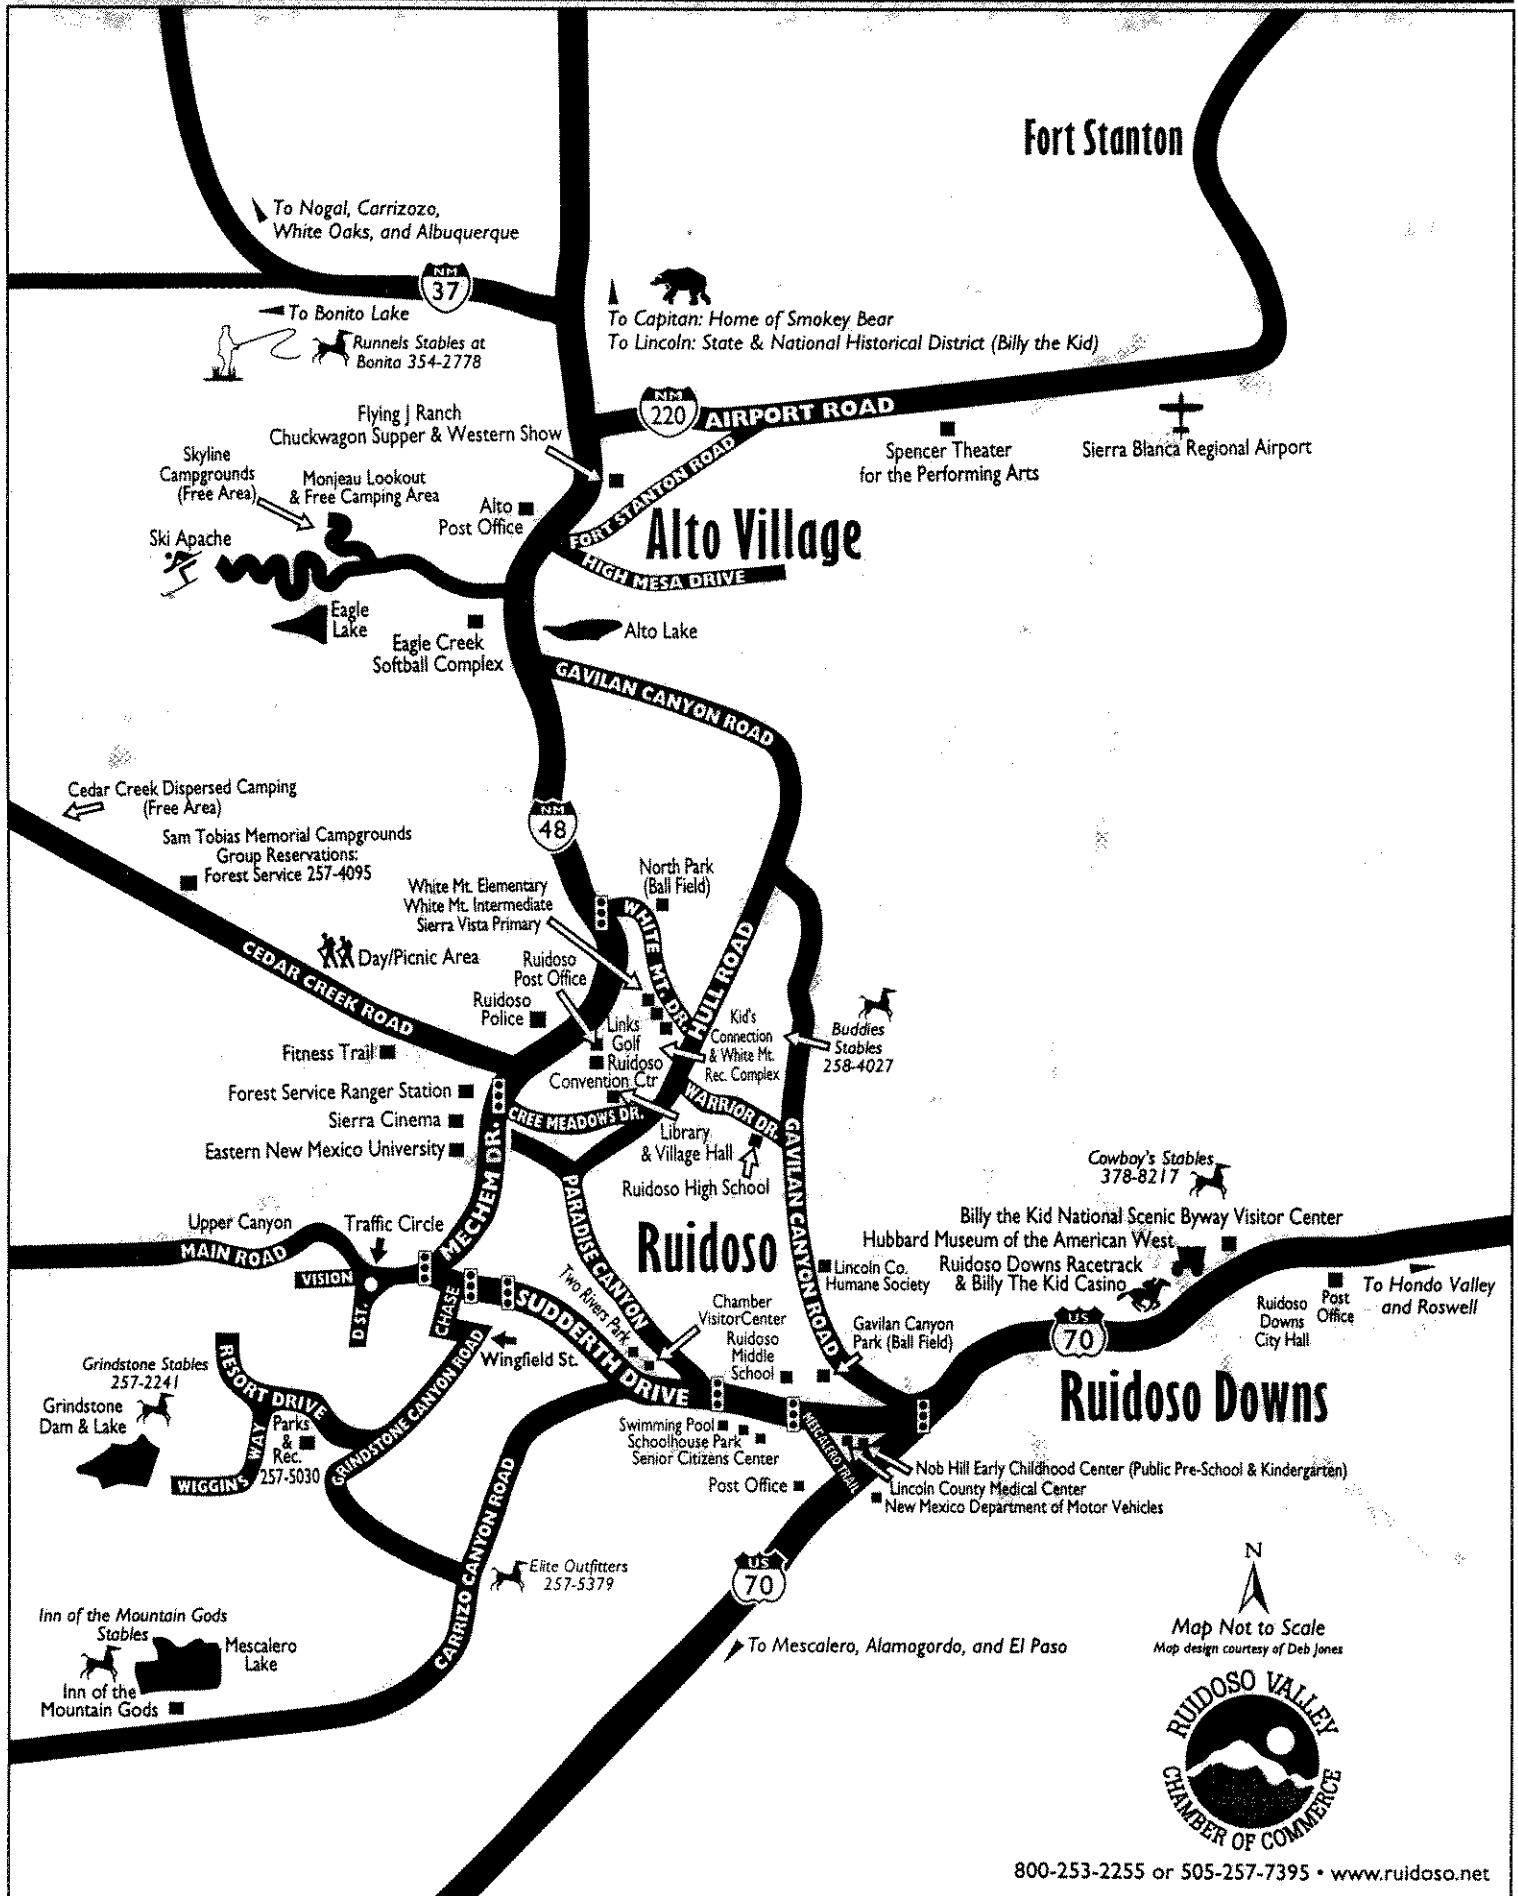 Fort Stanton
To Nogal, Carrizozo,
White Oaks, and Albuquerque
NM
37
To Bonito Lake
Runnels Stables at
Bonita 354-2778
To Capitan: Home of Smokey Bear
To Lincoln: State & National Historical District (Billy the Kid)
NM
220
AIRPORT ROAD
Flying J Ranch
Chuckwagon Supper & Western Show
Spencer Theater
for the Performing Arts
Sierra Blanca Regional Airport
Skyline
Campgrounds
(Free Area)
Monjeau Lookout
& Free Camping Area
FORT STANTON ROAD
Alto
Post Office
Alto Village
Ski Apache
HIGH MESA DRIVE
Eagle
Lake
Eagle Creek
Softball Complex
Alto Lake
GAVILAN CANYON ROAD
Cedar Creek Dispersed Camping
(Free Area)
NM
48
Sam Tobias Memorial Campgrounds
Group Reservations:
Forest Service 257-4095
North Park
(Ball Field)
White Mt. Elementary
White Mt. Intermediate
Sierra Vista Primary
WHITE MT. DR.
HULL ROAD
CEDAR CREEK ROAD
Day/Picnic Area
Ruidoso
Post Office
Ruidoso
Police
Links
Golf
Ruidoso
Convention Ctr
Kid's
Connection
& White Mt.
Rec. Complex
Buddies
Stables
258-4027
Fitness Trail
Forest Service Ranger Station
Sierra Cinema
Eastern New Mexico University
CREE MEADOWS DR.
WARRIOR DR.
Library
& Village Hall
Ruidoso High School
MECHEM DR.
GAVILAN CANYON ROAD
PARADISE CANYON
Ruidoso
Cowboy's Stables
378-8217
Billy the Kid National Scenic Byway Visitor Center
Hubbard Museum of the American West
Ruidoso Downs Racetrack
& Billy The Kid Casino
Upper Canyon
Traffic Circle
MAIN ROAD
VISION
D ST.
CHASE
SUDDERTH DRIVE
Two Rivers Park
Lincoln Co.
Humane Society
To Hondo Valley
and Roswell
Post
Office
Ruidoso
Downs
City Hall
US
70
Chamber
VisitorCenter
Ruidoso
Middle
School
Gavilan Canyon
Park (Ball Field)
Wingfield St.
Grindstone Stables
257-2241
Grindstone
Dam & Lake
RESORT DRIVE
Parks
&
Rec.
257-5030
WIGGINS WAY
GRINDSTONE CANYON ROAD
Ruidoso Downs
Swimming Pool
Schoolhouse Park
Senior Citizens Center
Post Office
MESCALERO TRAIL
Nob Hill Early Childhood Center (Public Pre-School & Kindergarten)
Lincoln County Medical Center
New Mexico Department of Motor Vehicles
CARRIZO CANYON ROAD
Elite Outfitters
257-5379
US
70
Inn of the Mountain Gods
Stables
Mescalero
Lake
Inn of the
Mountain Gods
To Mescalero, Alamogordo, and El Paso
N
Map Not to Scale
Map design courtesy of Deb Jones
RUIDOSO VALLEY
CHAMBER OF COMMERCE
800-253-2255 or 505-257-7395 • www.ruidoso.net